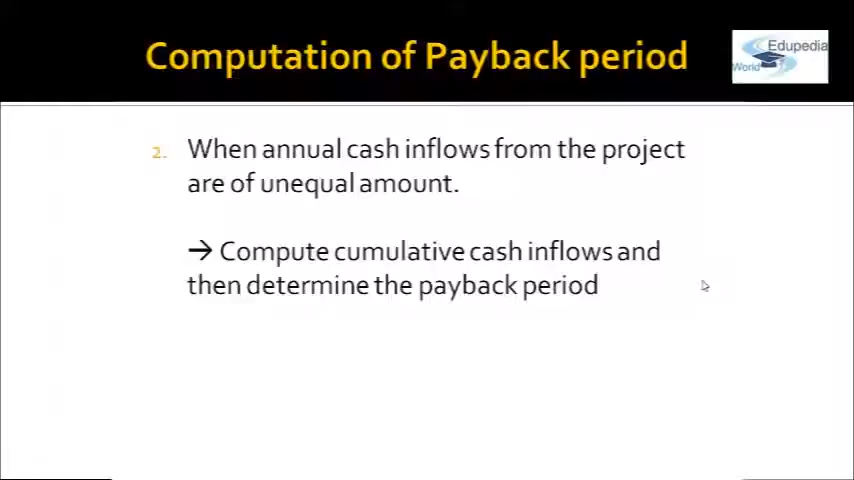 Computation of Payback period
Edupedia
World
2. When annual cash inflows from the project
are of unequal amount.
→ Compute cumulative cash inflows and
then determine the payback period